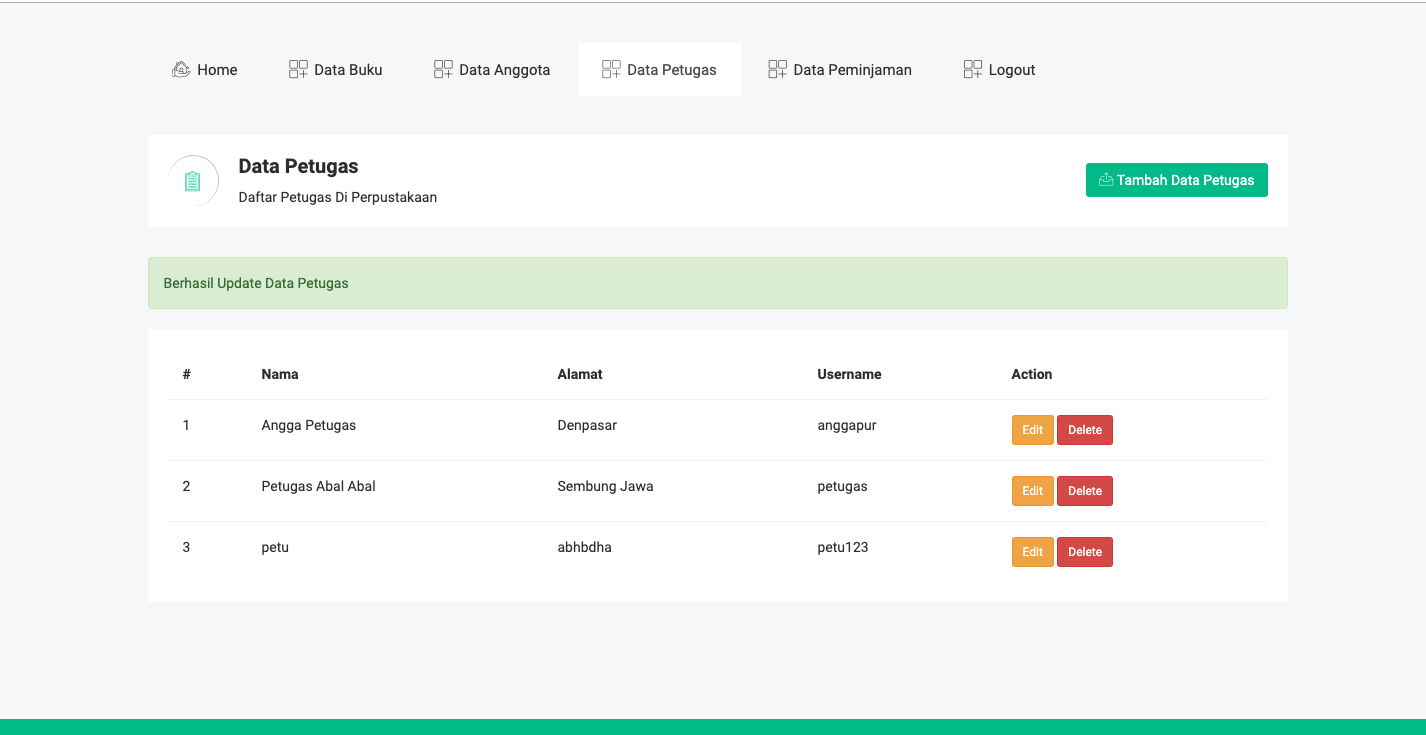 Home Data Buku Data Anggota Data Petugas Data Peminjaman Logout
Data Petugas
Daftar Petugas Di Perpustakaan
Tambah Data Petugas
Berhasil Update Data Petugas
# Nama Alamat Username Action
1 Angga Petugas Denpasar anggapur Edit Delete
2 Petugas Abal Abal Sembung Jawa petugas Edit Delete
3 petu abhbdha petu123 Edit Delete